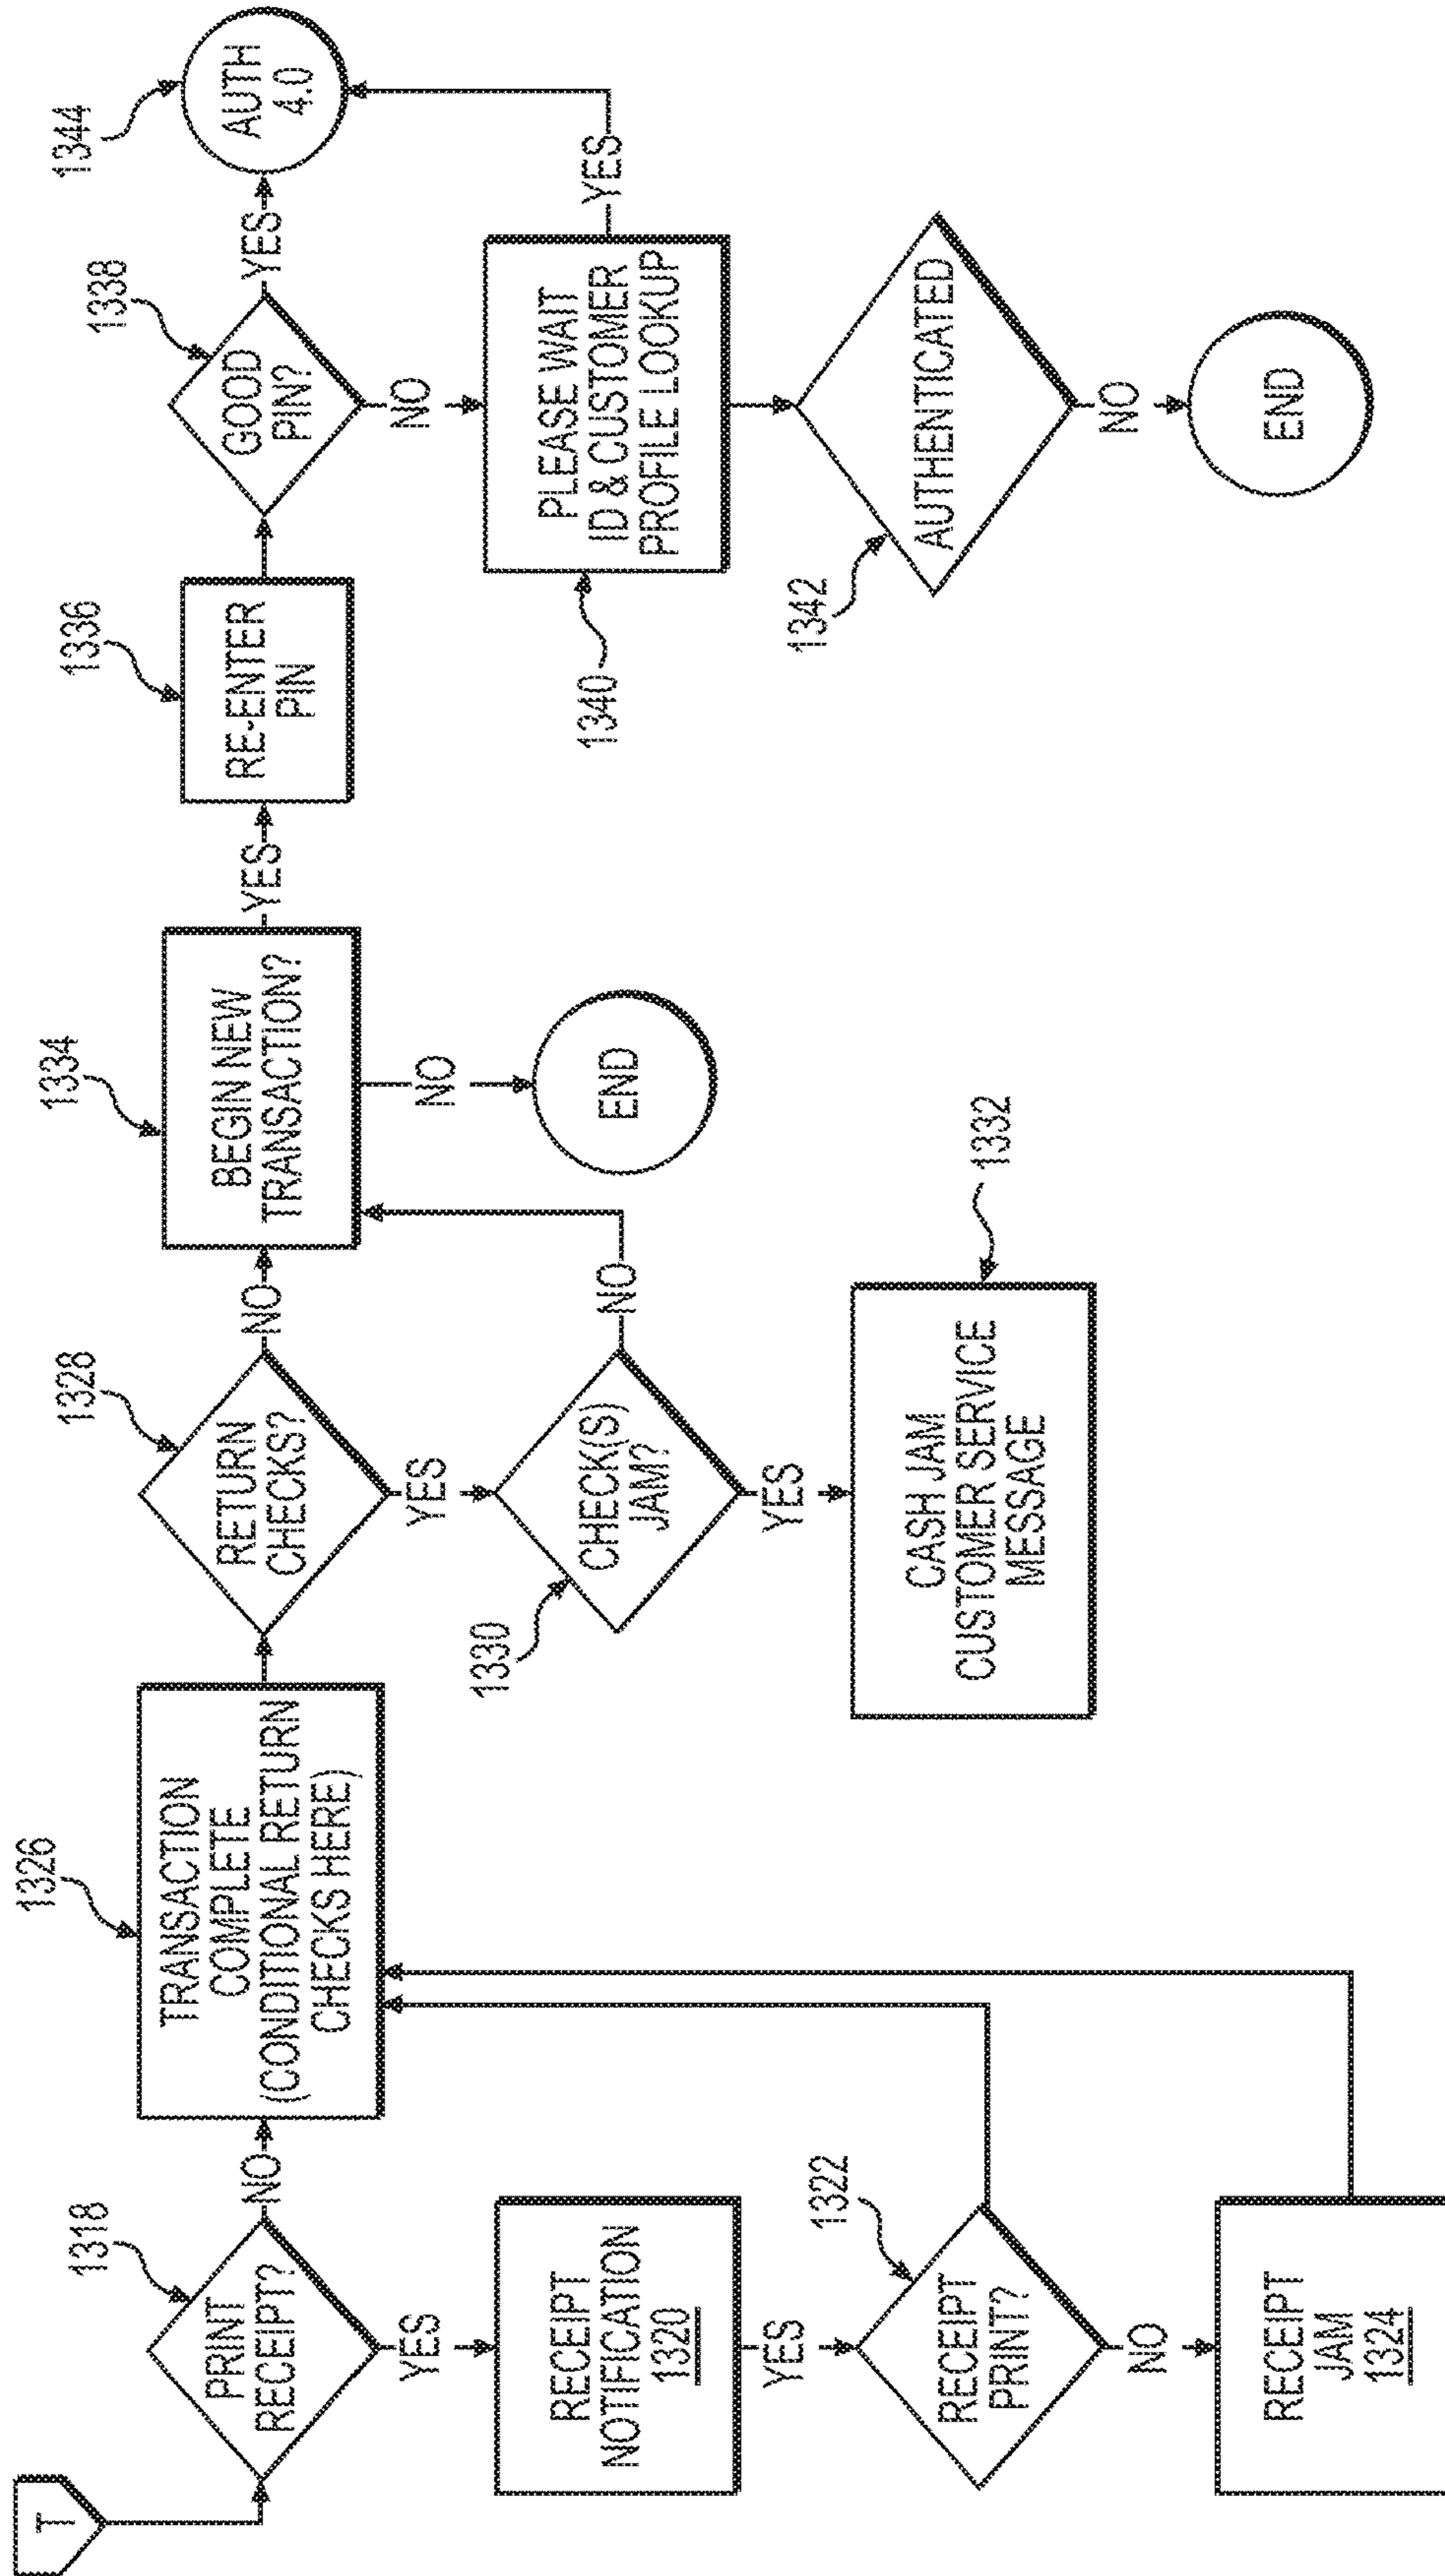 T
1318
PRINT
RECEIPT?
NO
YES
RECEIPT
NOTIFICATION
1320
YES
1322
RECEIPT
PRINT?
NO
RECEIPT
JAM
1324
1326
TRANSACTION
COMPLETE
(CONDITIONAL RETURN
CHECKS HERE)
1328
RETURN
CHECKS?
NO
YES
1330
CHECK(S)
JAM?
NO
YES
CASH JAM
CUSTOMER SERVICE
MESSAGE
1332
1334
BEGIN NEW
TRANSACTION?
YES
NO
END
1336
RE-ENTER
PIN
1338
GOOD
PIN?
YES
NO
1344
AUTH
4.0
1340
PLEASE WAIT
ID & CUSTOMER
PROFILE LOOKUP
YES
1342
AUTHENTICATED
NO
END